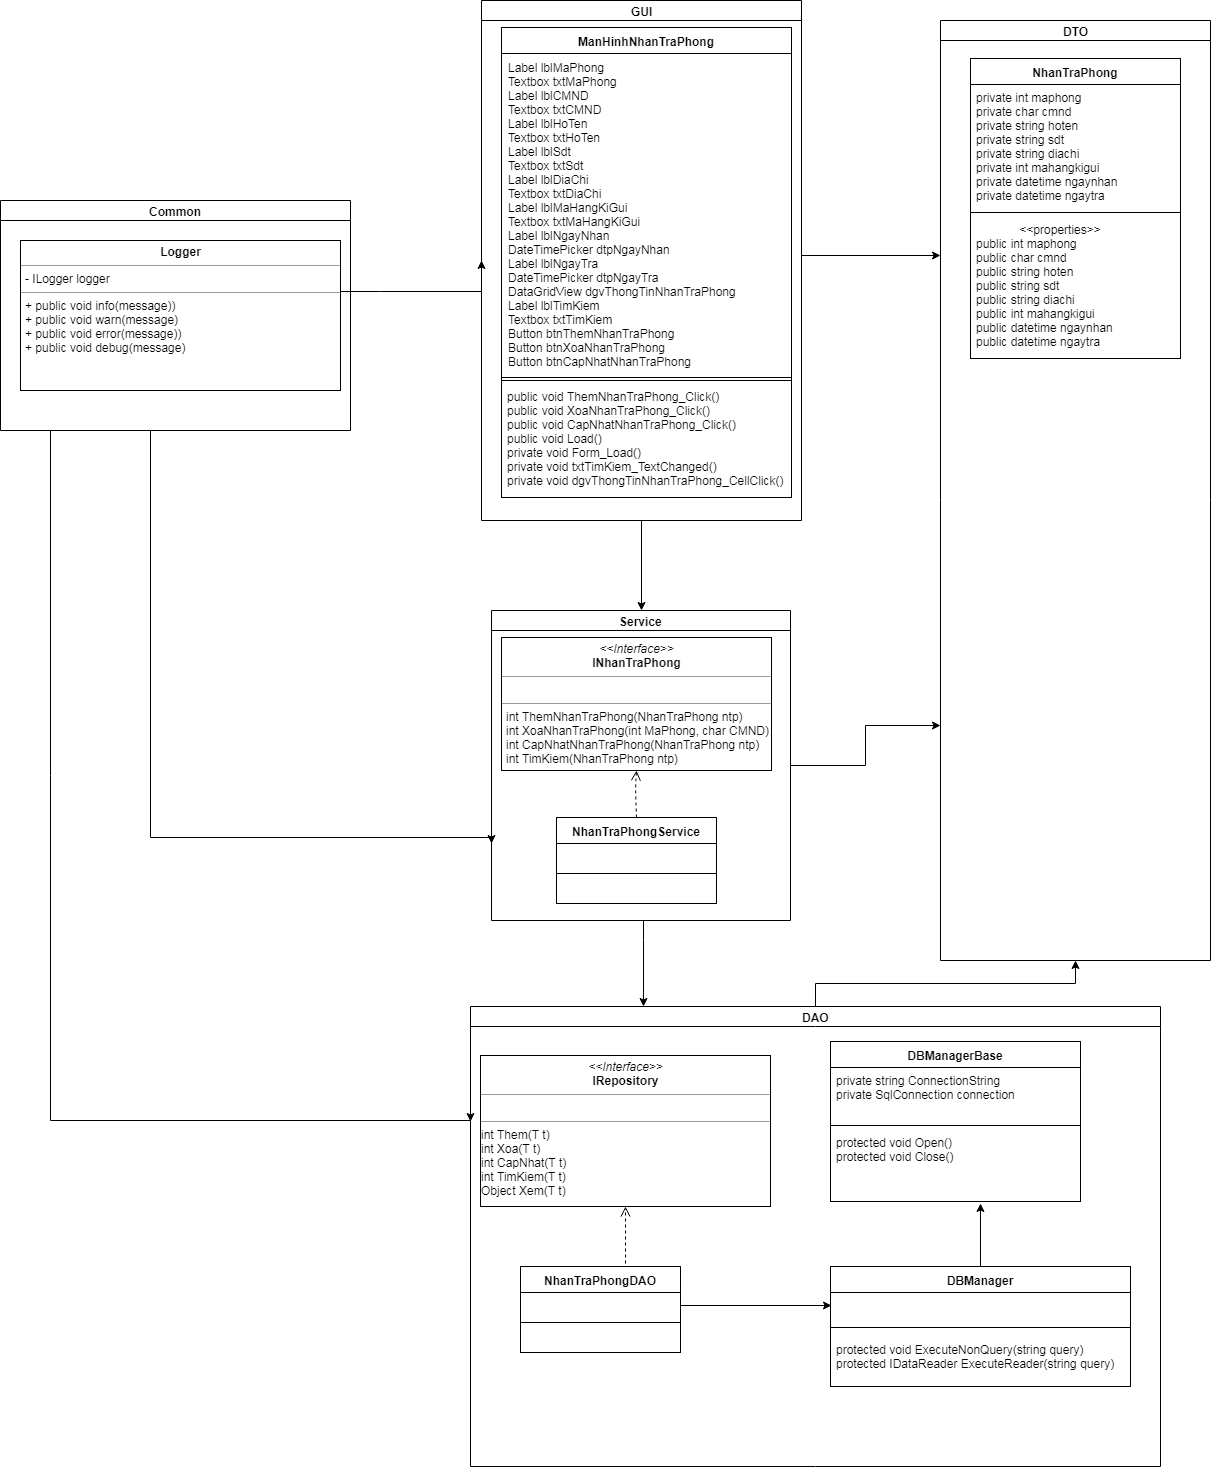 GUI
ManHinhNhanTraPhong
Label lblMaPhong
Textbox txtMaPhong
Label lblCMND
Textbox txtCMND
Label lblHoTen
Textbox txtHoTen
Label lblSdt
Textbox txtSdt
Label lblDiaChi
Textbox txtDiaChi
Label lblMaHangKiGui
Textbox txtMaHangKiGui
Label lblNgayNhan
DateTimePicker dtpNgayNhan
Label lblNgayTra
DateTimePicker dtpNgayTra
DataGridView dgvThongTinNhanTraPhong
Label lblTimKiem
Textbox txtTimKiem
Button btnThemNhanTraPhong
Button btnXoaNhanTraPhong
Button btnCapNhatNhanTraPhong
public void ThemNhanTraPhong_Click()
public void XoaNhanTraPhong_Click()
public void CapNhatNhanTraPhong_Click()
public void Load()
private void Form_Load()
private void txtTimKiem_TextChanged()
private void dgvThongTinNhanTraPhong_CellClick()
DTO
NhanTraPhong
private int maphong
private char cmnd
private string hoten
private string sdt
private string diachi
private int mahangkigui
private datetime ngaynhan
private datetime ngaytra
<<properties>>
public int maphong
public char cmnd
public string hoten
public string sdt
public string diachi
public int mahangkigui
public datetime ngaynhan
public datetime ngaytra
Common
Logger
- ILogger logger
+ public void info(message))
+ public void warn(message)
+ public void error(message))
+ public void debug(message)
Service
<<Interface>>
INhanTraPhong
int ThemNhanTraPhong(NhanTraPhong ntp)
int XoaNhanTraPhong(int MaPhong, char CMND)
int CapNhatNhanTraPhong(NhanTraPhong ntp)
int TimKiem(NhanTraPhong ntp)
NhanTraPhongService
DAO
<<Interface>>
IRepository
int Them(T t)
int Xoa(T t)
int CapNhat(T t)
int TimKiem(T t)
Object Xem(T t)
DBManagerBase
private string ConnectionString
private SqlConnection connection
protected void Open()
protected void Close()
NhanTraPhongDAO
DBManager
protected void ExecuteNonQuery(string query)
protected IDataReader ExecuteReader(string query)